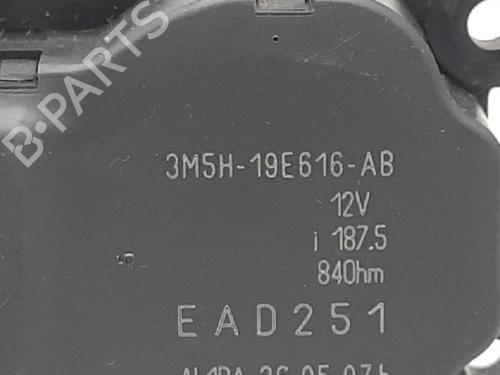 B-PARTS
3M5H-19E616-AB
12V
i 187.5
84Ohm
EAD251